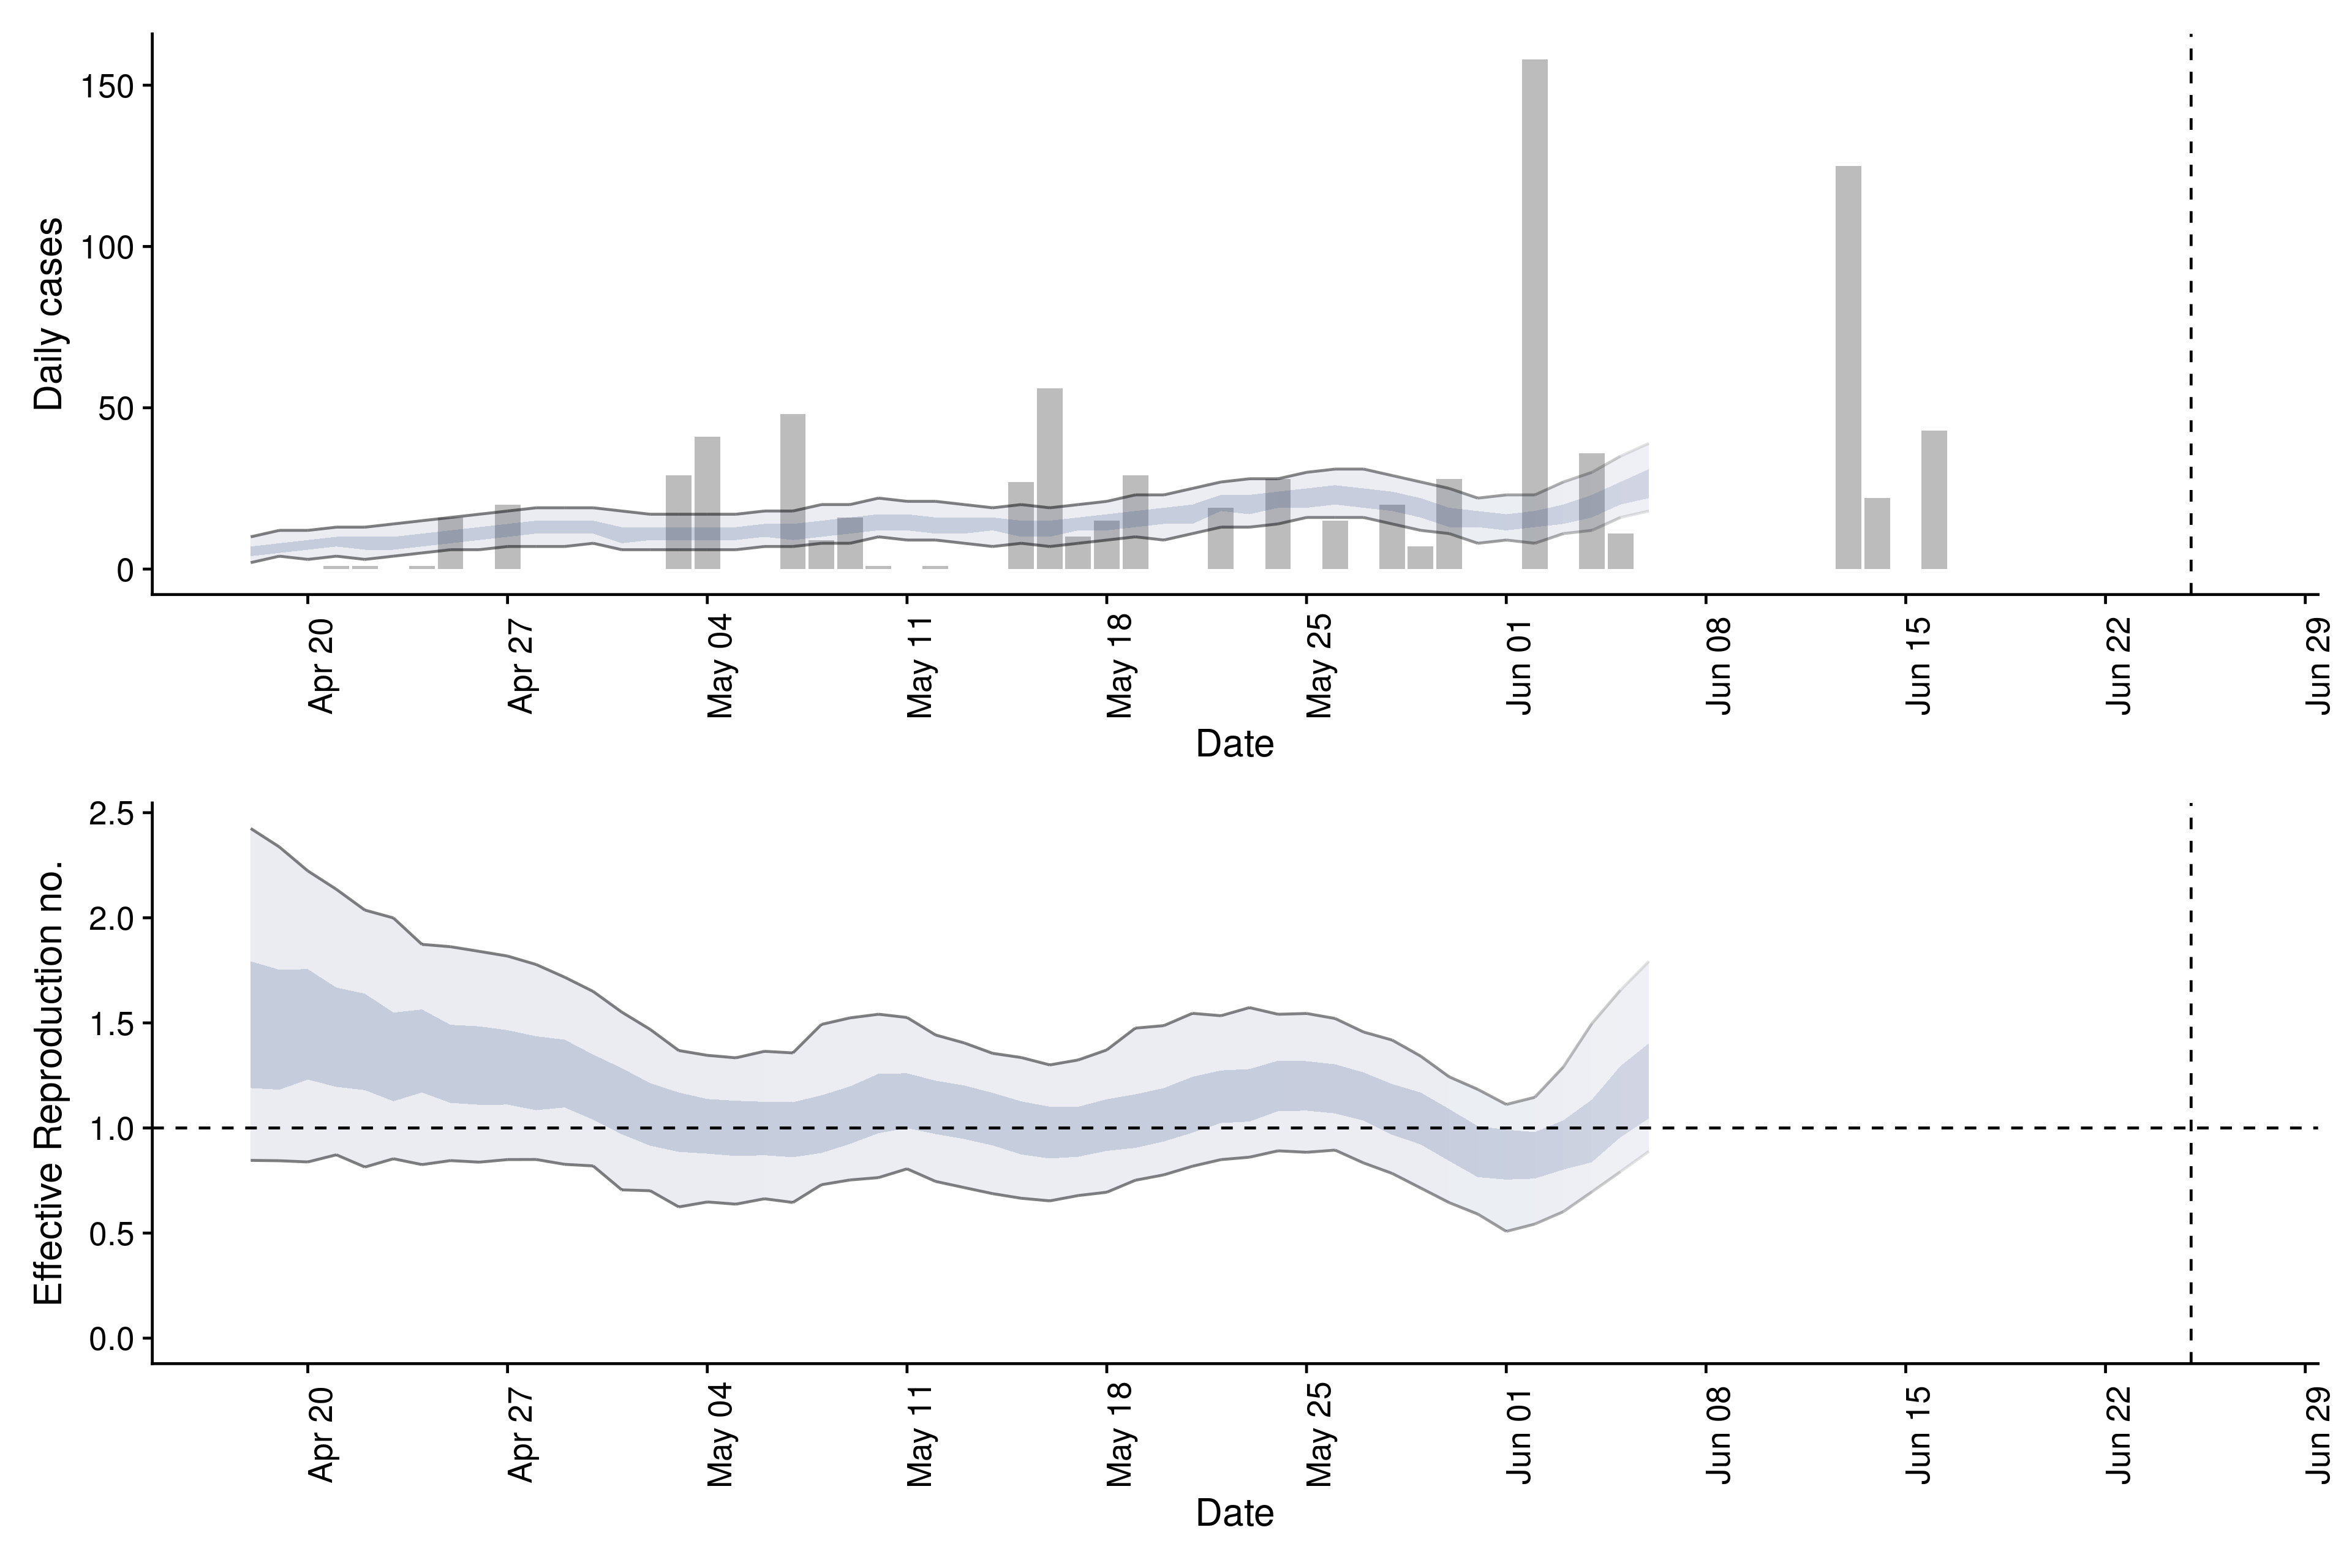 Daily cases
150
100
50
0
Apr 20
Apr 27
May 04
May 11
May 18
May 25
Jun 01
Jun 08
Jun 15
Jun 22
Jun 29
Date
Effective Reproduction no.
2.5
2.0
1.5
1.0
0.5
0.0
Apr 20
Apr 27
May 04
May 11
May 18
May 25
Jun 01
Jun 08
Jun 15
Jun 22
Jun 29
Date